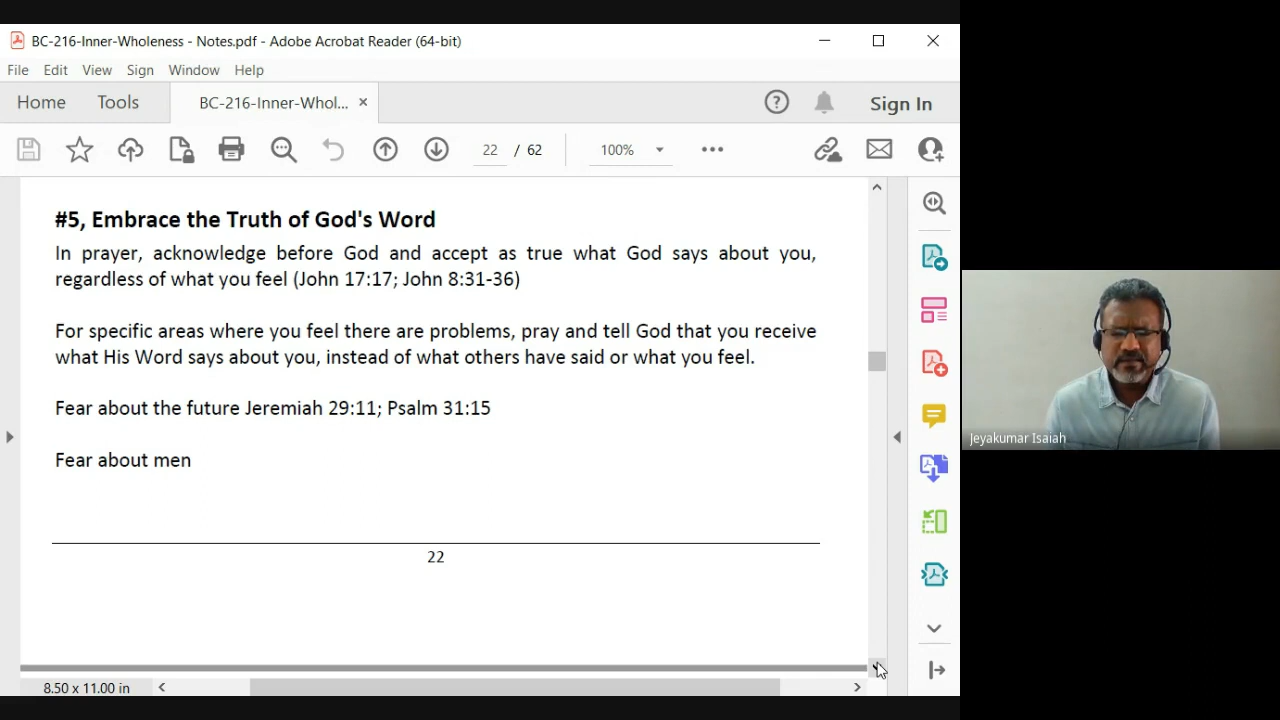 BC-216-Inner-Wholeness - Notes.pdf - Adobe Acrobat Reader (64-bit)
File Edit View Sign Window Help
Home Tools BC-216-Inner-Whol... Sign In
22 / 62 100%
#5, Embrace the Truth of God's Word
In prayer, acknowledge before God and accept as true what God says about you,
regardless of what you feel (John 17:17; John 8:31-36)
For specific areas where you feel there are problems, pray and tell God that you receive
what His Word says about you, instead of what others have said or what you feel.
Fear about the future Jeremiah 29:11; Psalm 31:15
Fear about men
22
8.50 x 11.00 in
Jeyakumar Isaiah